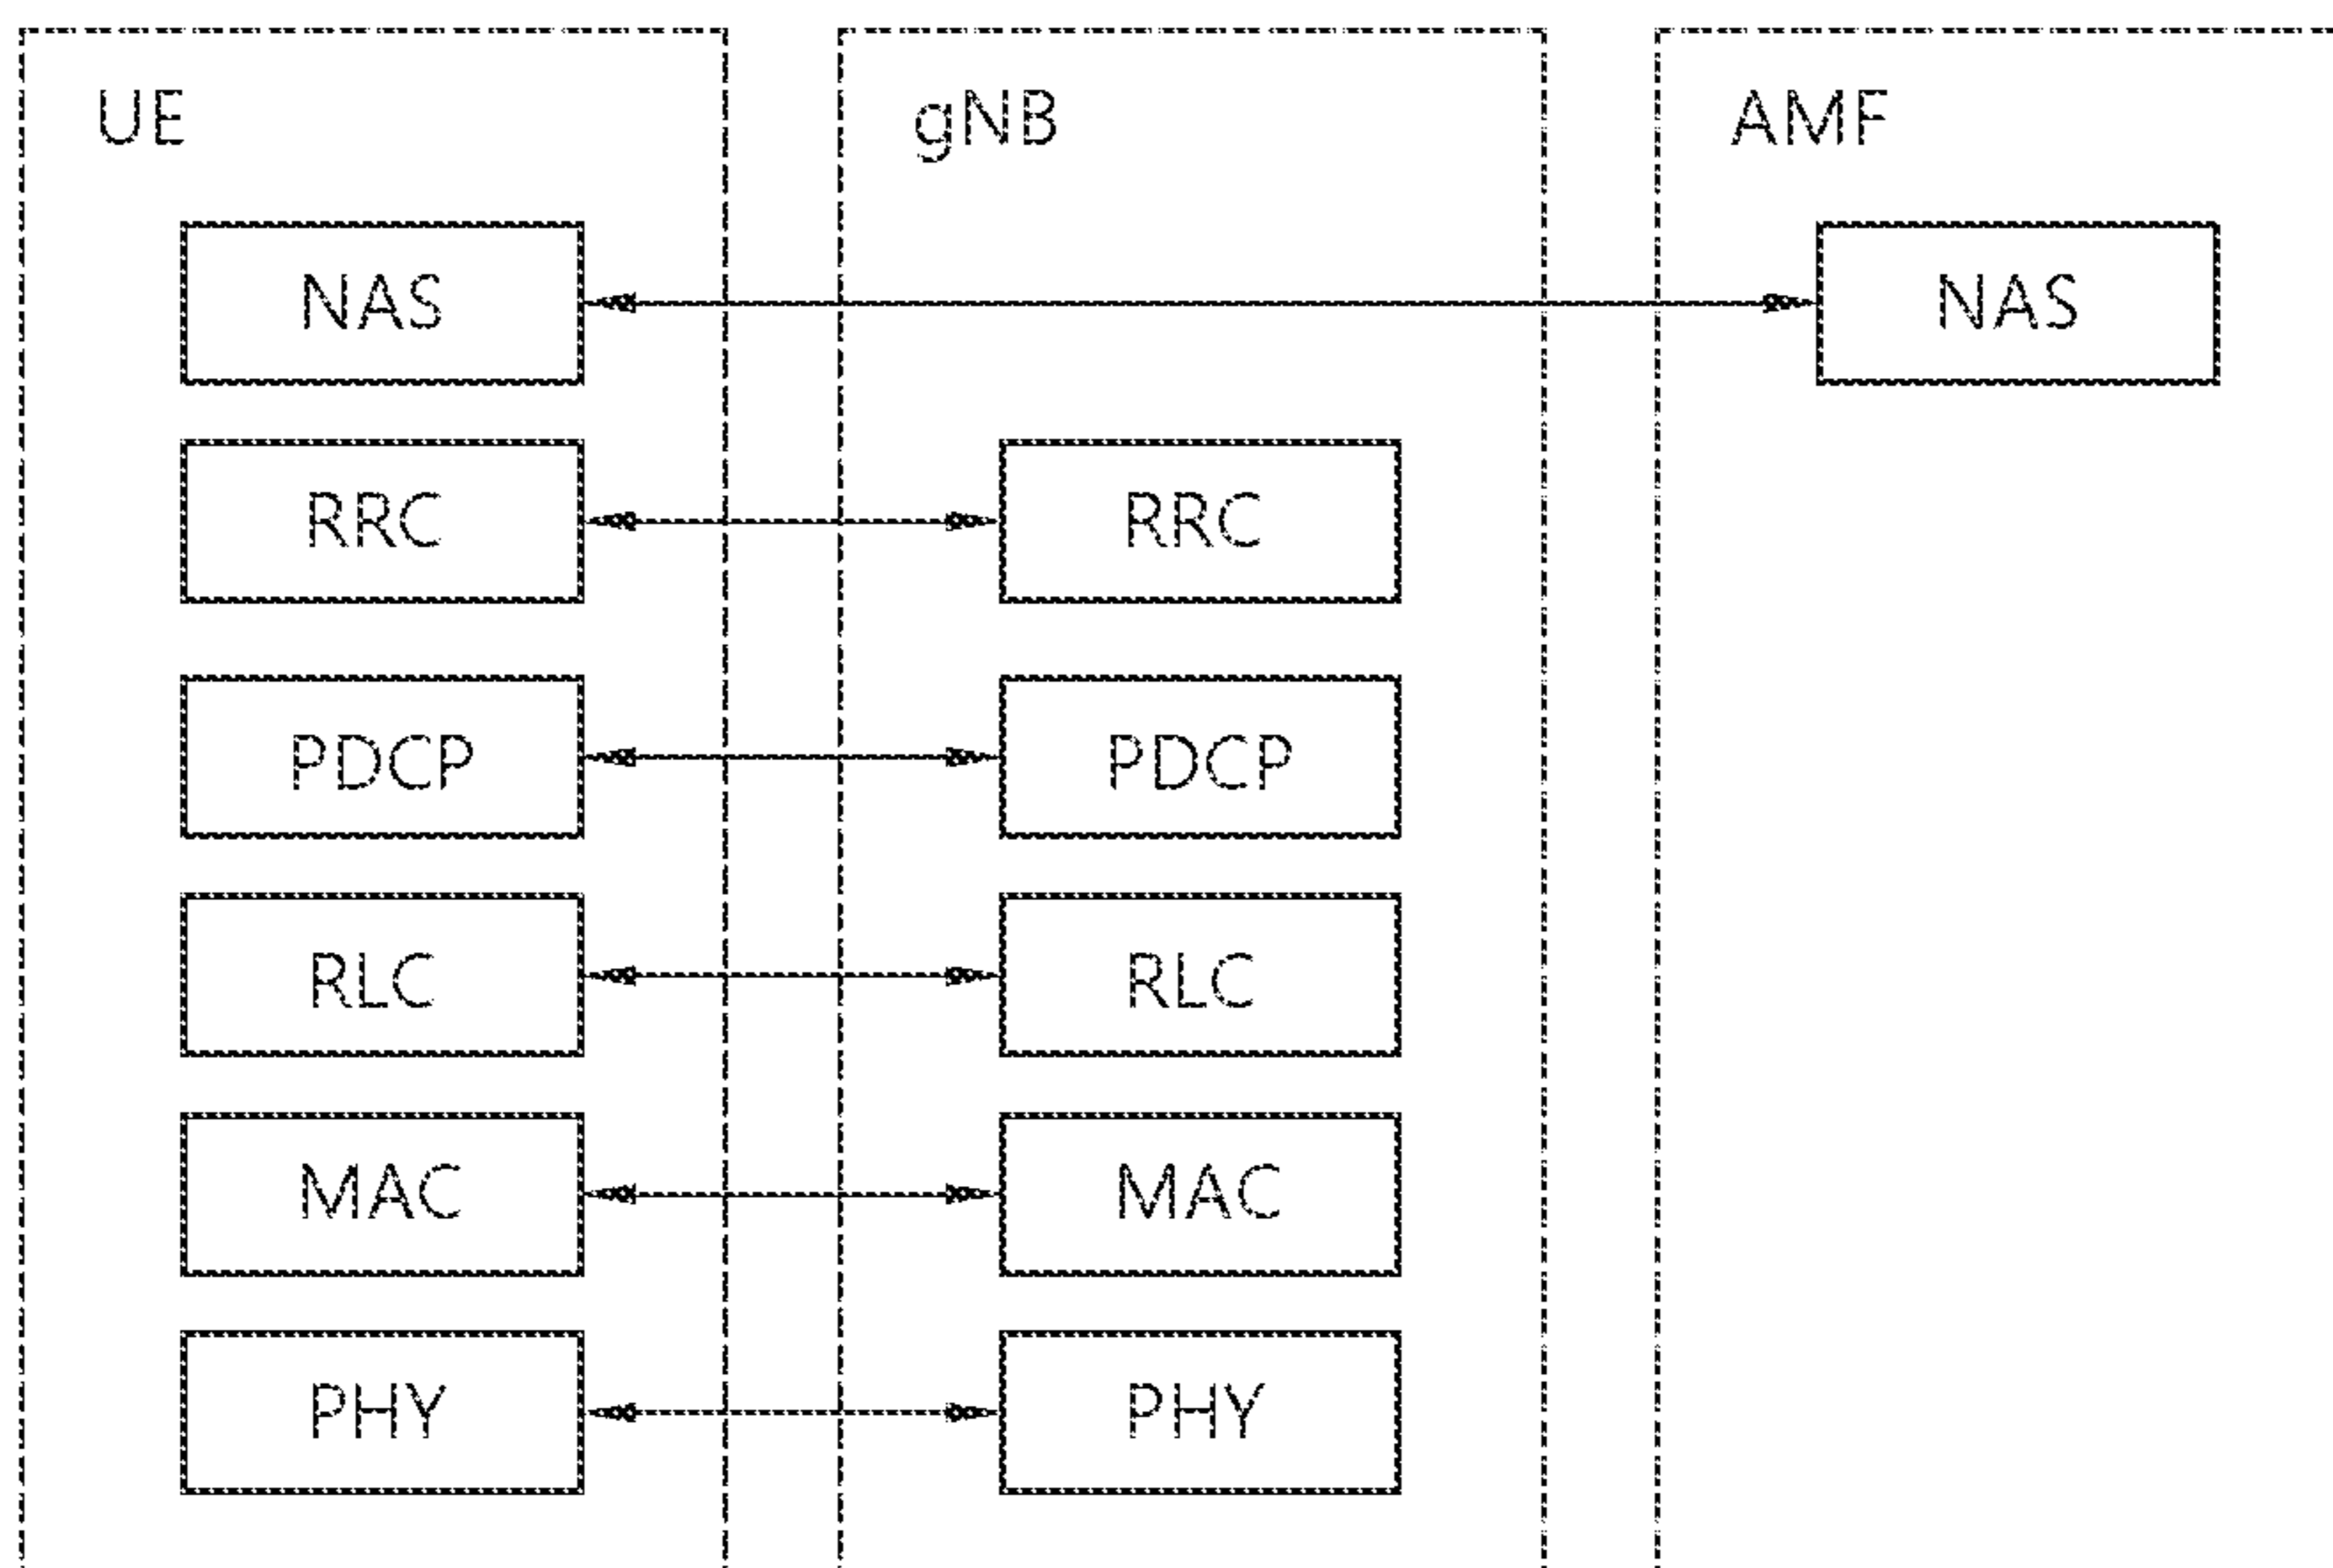 UE
gNB
AMF
NAS
NAS
RRC
RRC
PDCP
PDCP
RLC
RLC
MAC
MAC
PHY
PHY